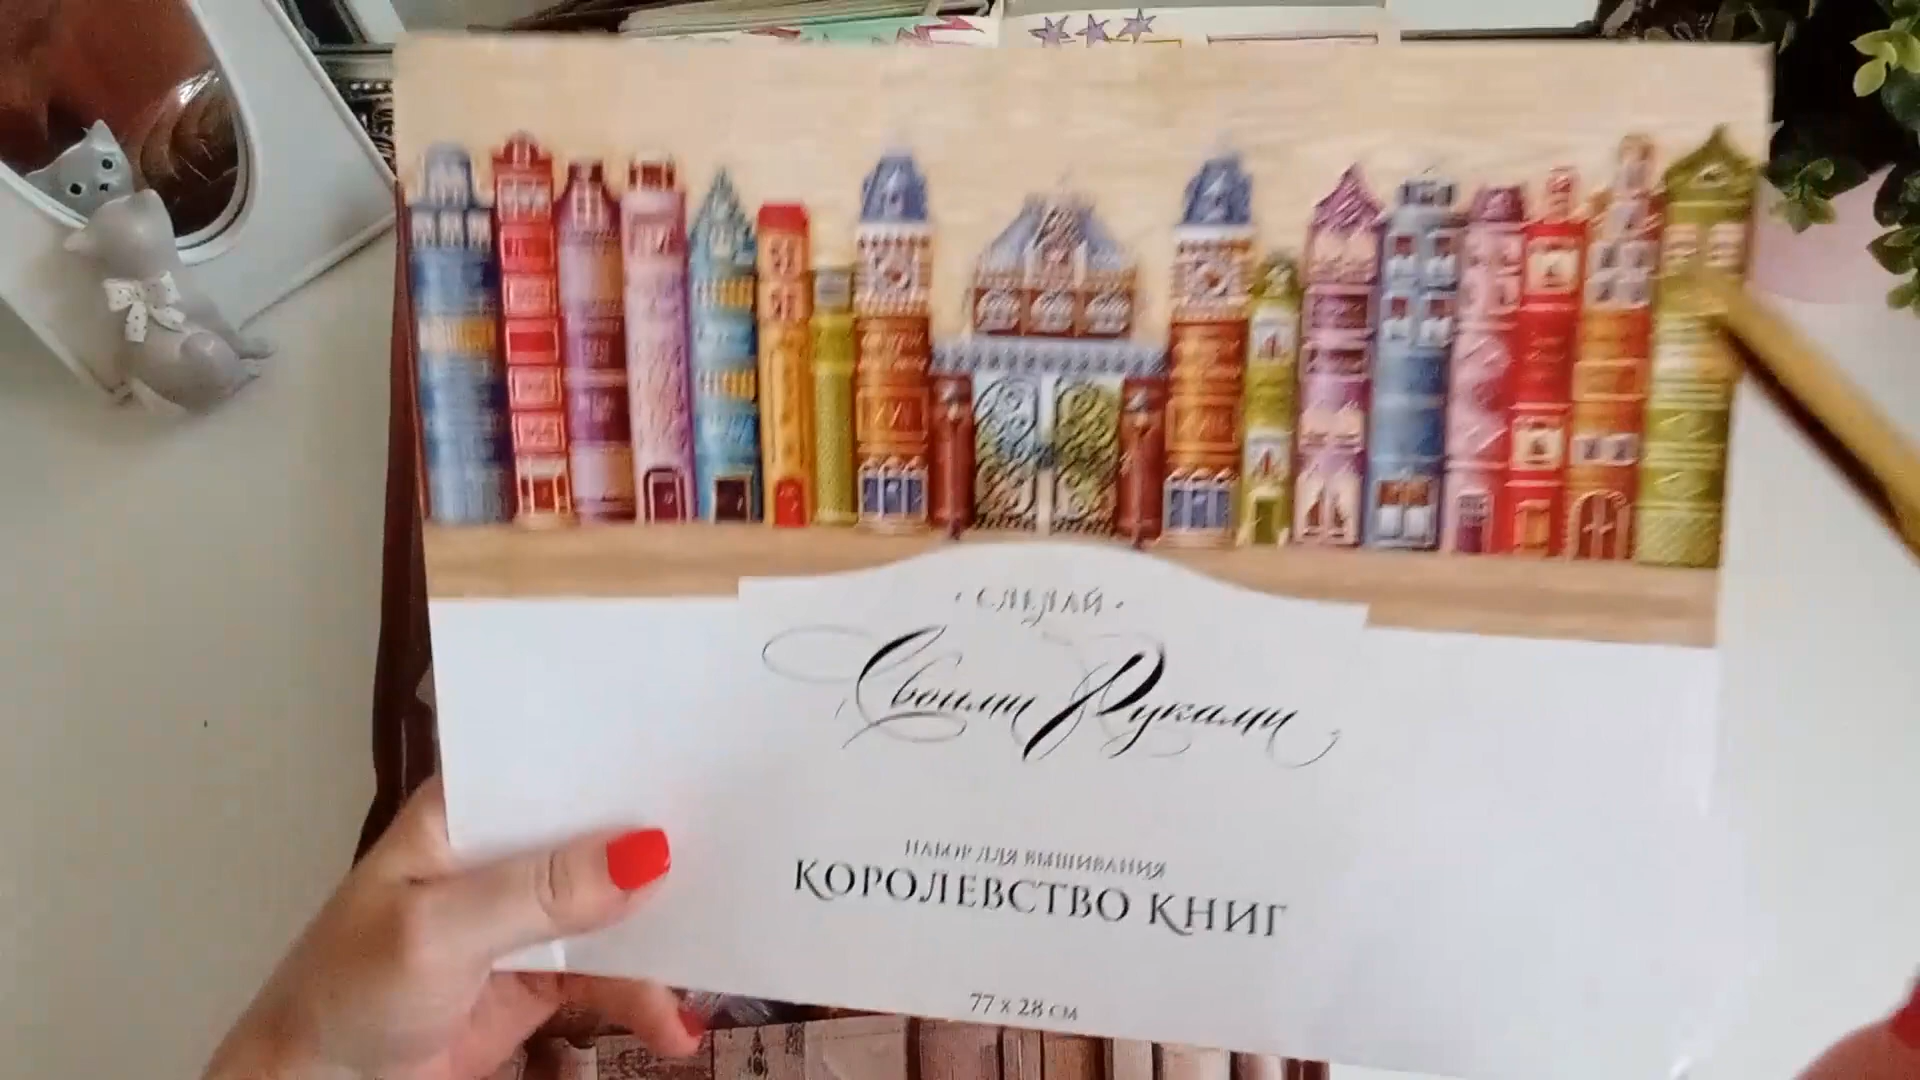 · СДЕЛАЙ ·
Своими Руками
НАБОР ДЛЯ ВЫШИВАНИЯ
КОРОЛЕВСТВО КНИГ
77 х 28 см